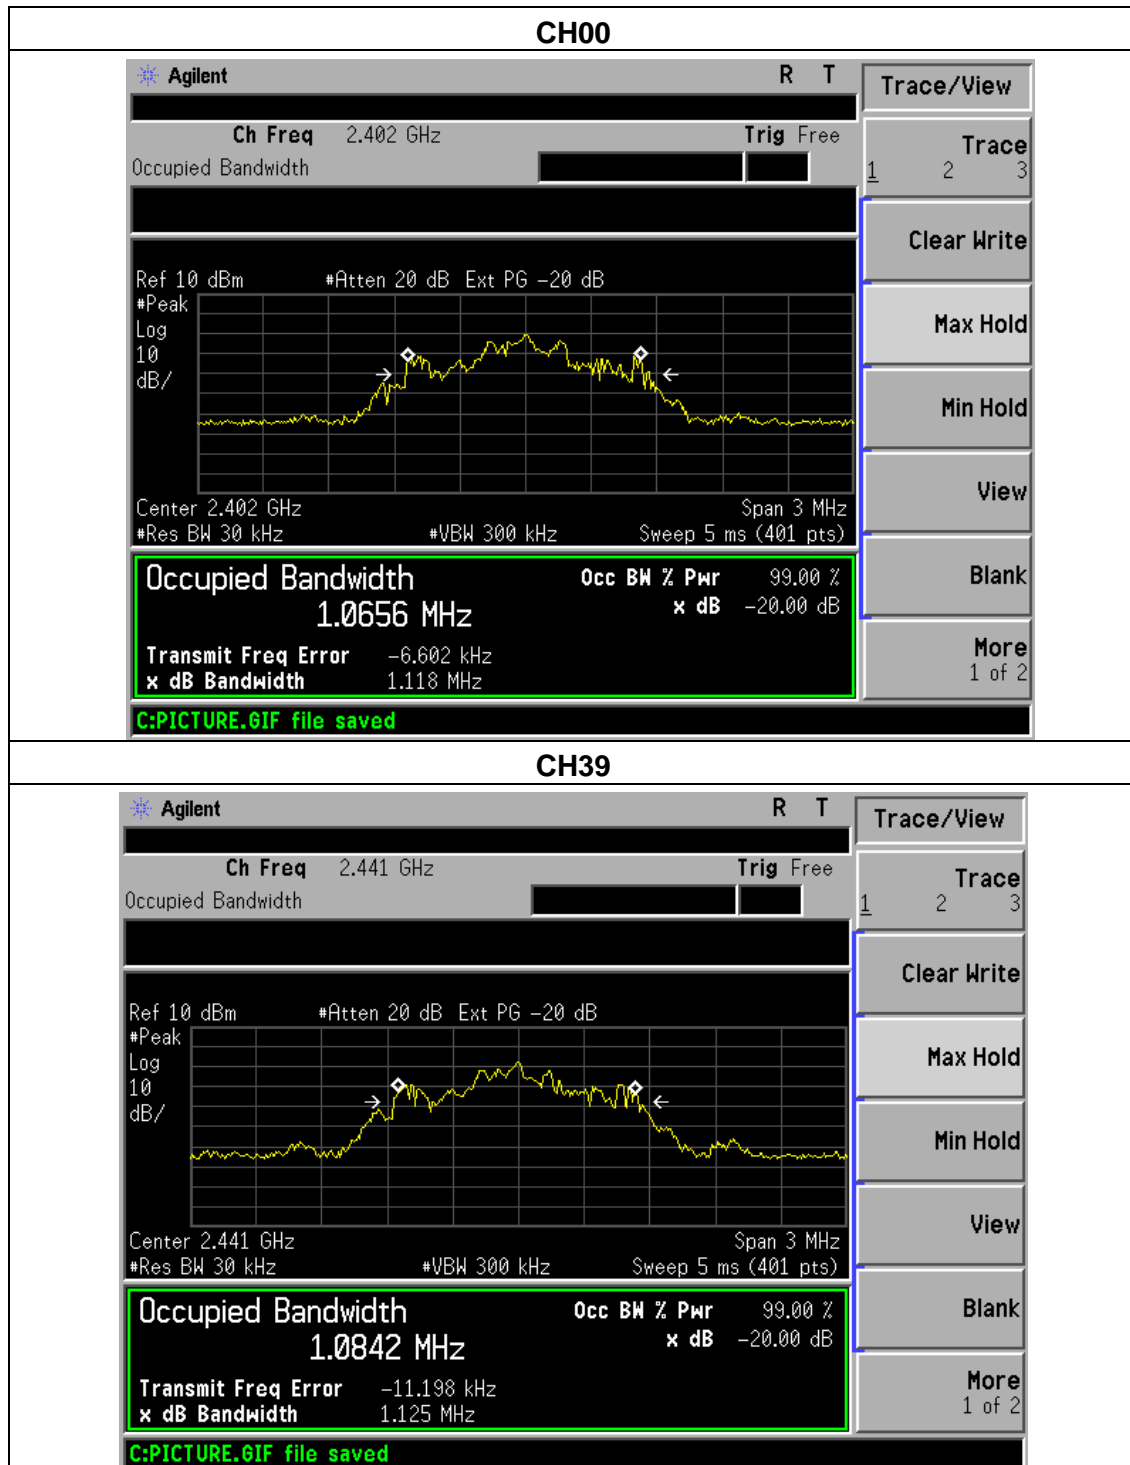 CH00
Agilent R T
Trace/View
Ch Freq 2.402 GHz Trig Free
Occupied Bandwidth
Trace
1 2 3
Clear Write
Ref 10 dBm #Atten 20 dB Ext PG -20 dB
#Peak
Log
10
dB/
Max Hold
Min Hold
View
Center 2.402 GHz Span 3 MHz
#Res BW 30 kHz #VBW 300 kHz Sweep 5 ms (401 pts)
Occupied Bandwidth Occ BW % Pwr 99.00 %
1.0656 MHz x dB -20.00 dB
Blank
Transmit Freq Error -6.602 kHz
x dB Bandwidth 1.118 MHz
More
1 of 2
C:PICTURE.GIF file saved
CH39
Agilent R T
Trace/View
Ch Freq 2.441 GHz Trig Free
Occupied Bandwidth
Trace
1 2 3
Clear Write
Ref 10 dBm #Atten 20 dB Ext PG -20 dB
#Peak
Log
10
dB/
Max Hold
Min Hold
View
Center 2.441 GHz Span 3 MHz
#Res BW 30 kHz #VBW 300 kHz Sweep 5 ms (401 pts)
Occupied Bandwidth Occ BW % Pwr 99.00 %
1.0842 MHz x dB -20.00 dB
Blank
Transmit Freq Error -11.198 kHz
x dB Bandwidth 1.125 MHz
More
1 of 2
C:PICTURE.GIF file saved